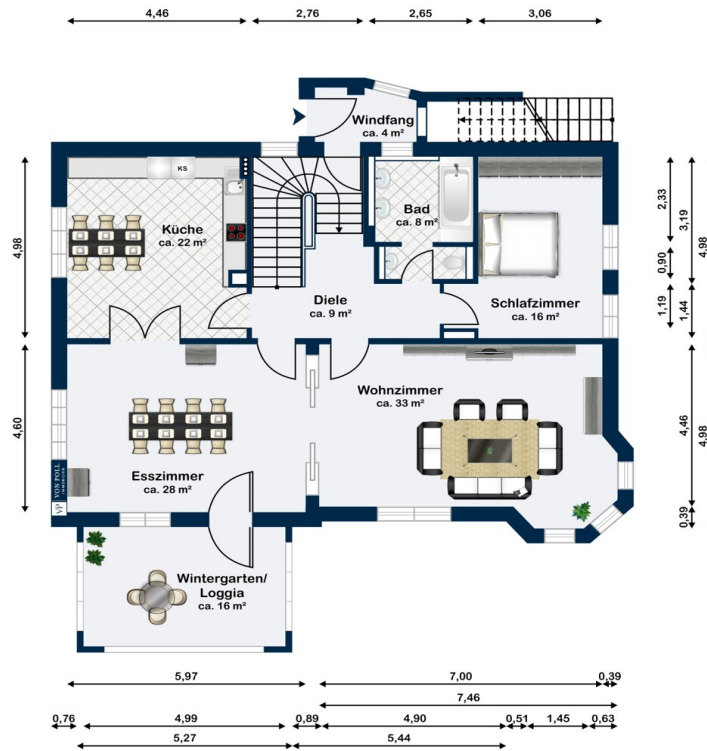 4,46
2,76
2,65
3,06
Windfang
ca. 4 m²
KS
Küche
ca. 22 m²
Bad
ca. 8 m²
Schlafzimmer
ca. 16 m²
Diele
ca. 9 m²
4,98
2,33
0,90
1,19
3,19
1,44
4,98
Wohnzimmer
ca. 33 m²
Esszimmer
ca. 28 m²
4,60
4,46
0,39
4,98
VON POLL
IMMOBILIEN
VP
Wintergarten/
Loggia
ca. 16 m²
5,97
7,00
0,39
7,46
0,76
4,99
0,89
4,90
0,51
1,45
0,63
5,27
5,44